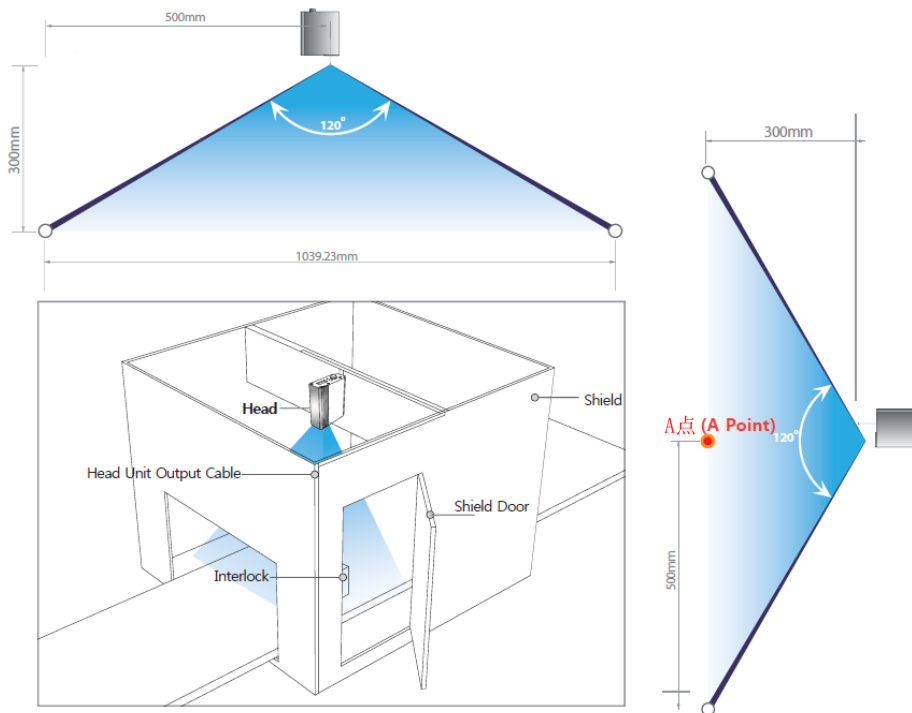 500mm
300mm
120°
1039.23mm
Head
Shield
Head Unit Output Cable
Shield Door
Interlock
300mm
A点 (A Point)
120°
500mm